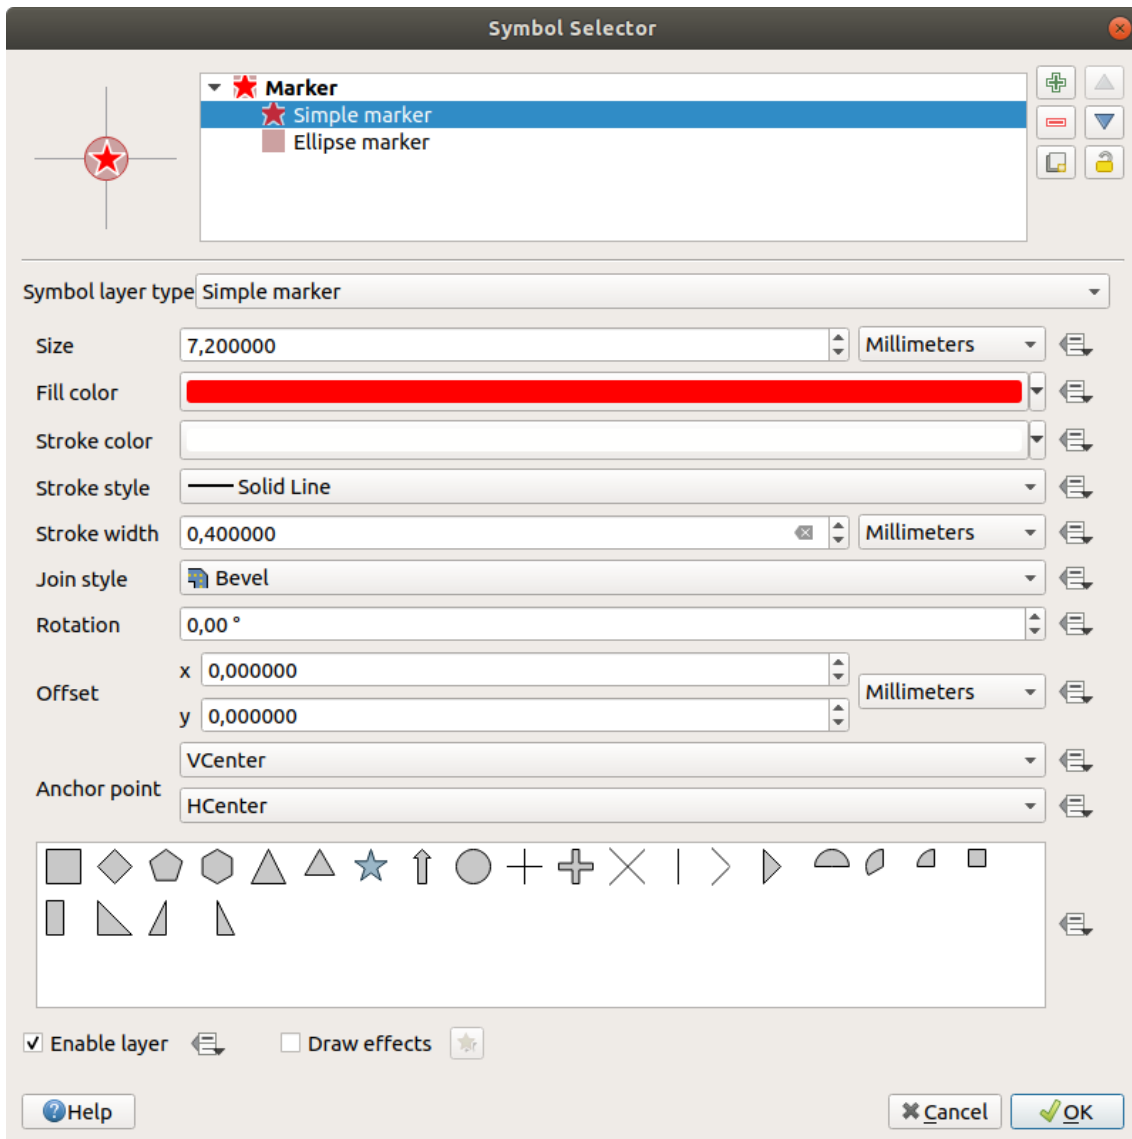 Symbol Selector
Marker
Simple marker
Ellipse marker
Symbol layer type Simple marker
Size 7,200000 Millimeters
Fill color
Stroke color
Stroke style Solid Line
Stroke width 0,400000 Millimeters
Join style Bevel
Rotation 0,00 °
x 0,000000
Offset Millimeters
y 0,000000
VCenter
Anchor point
HCenter
Enable layer Draw effects
Help Cancel OK